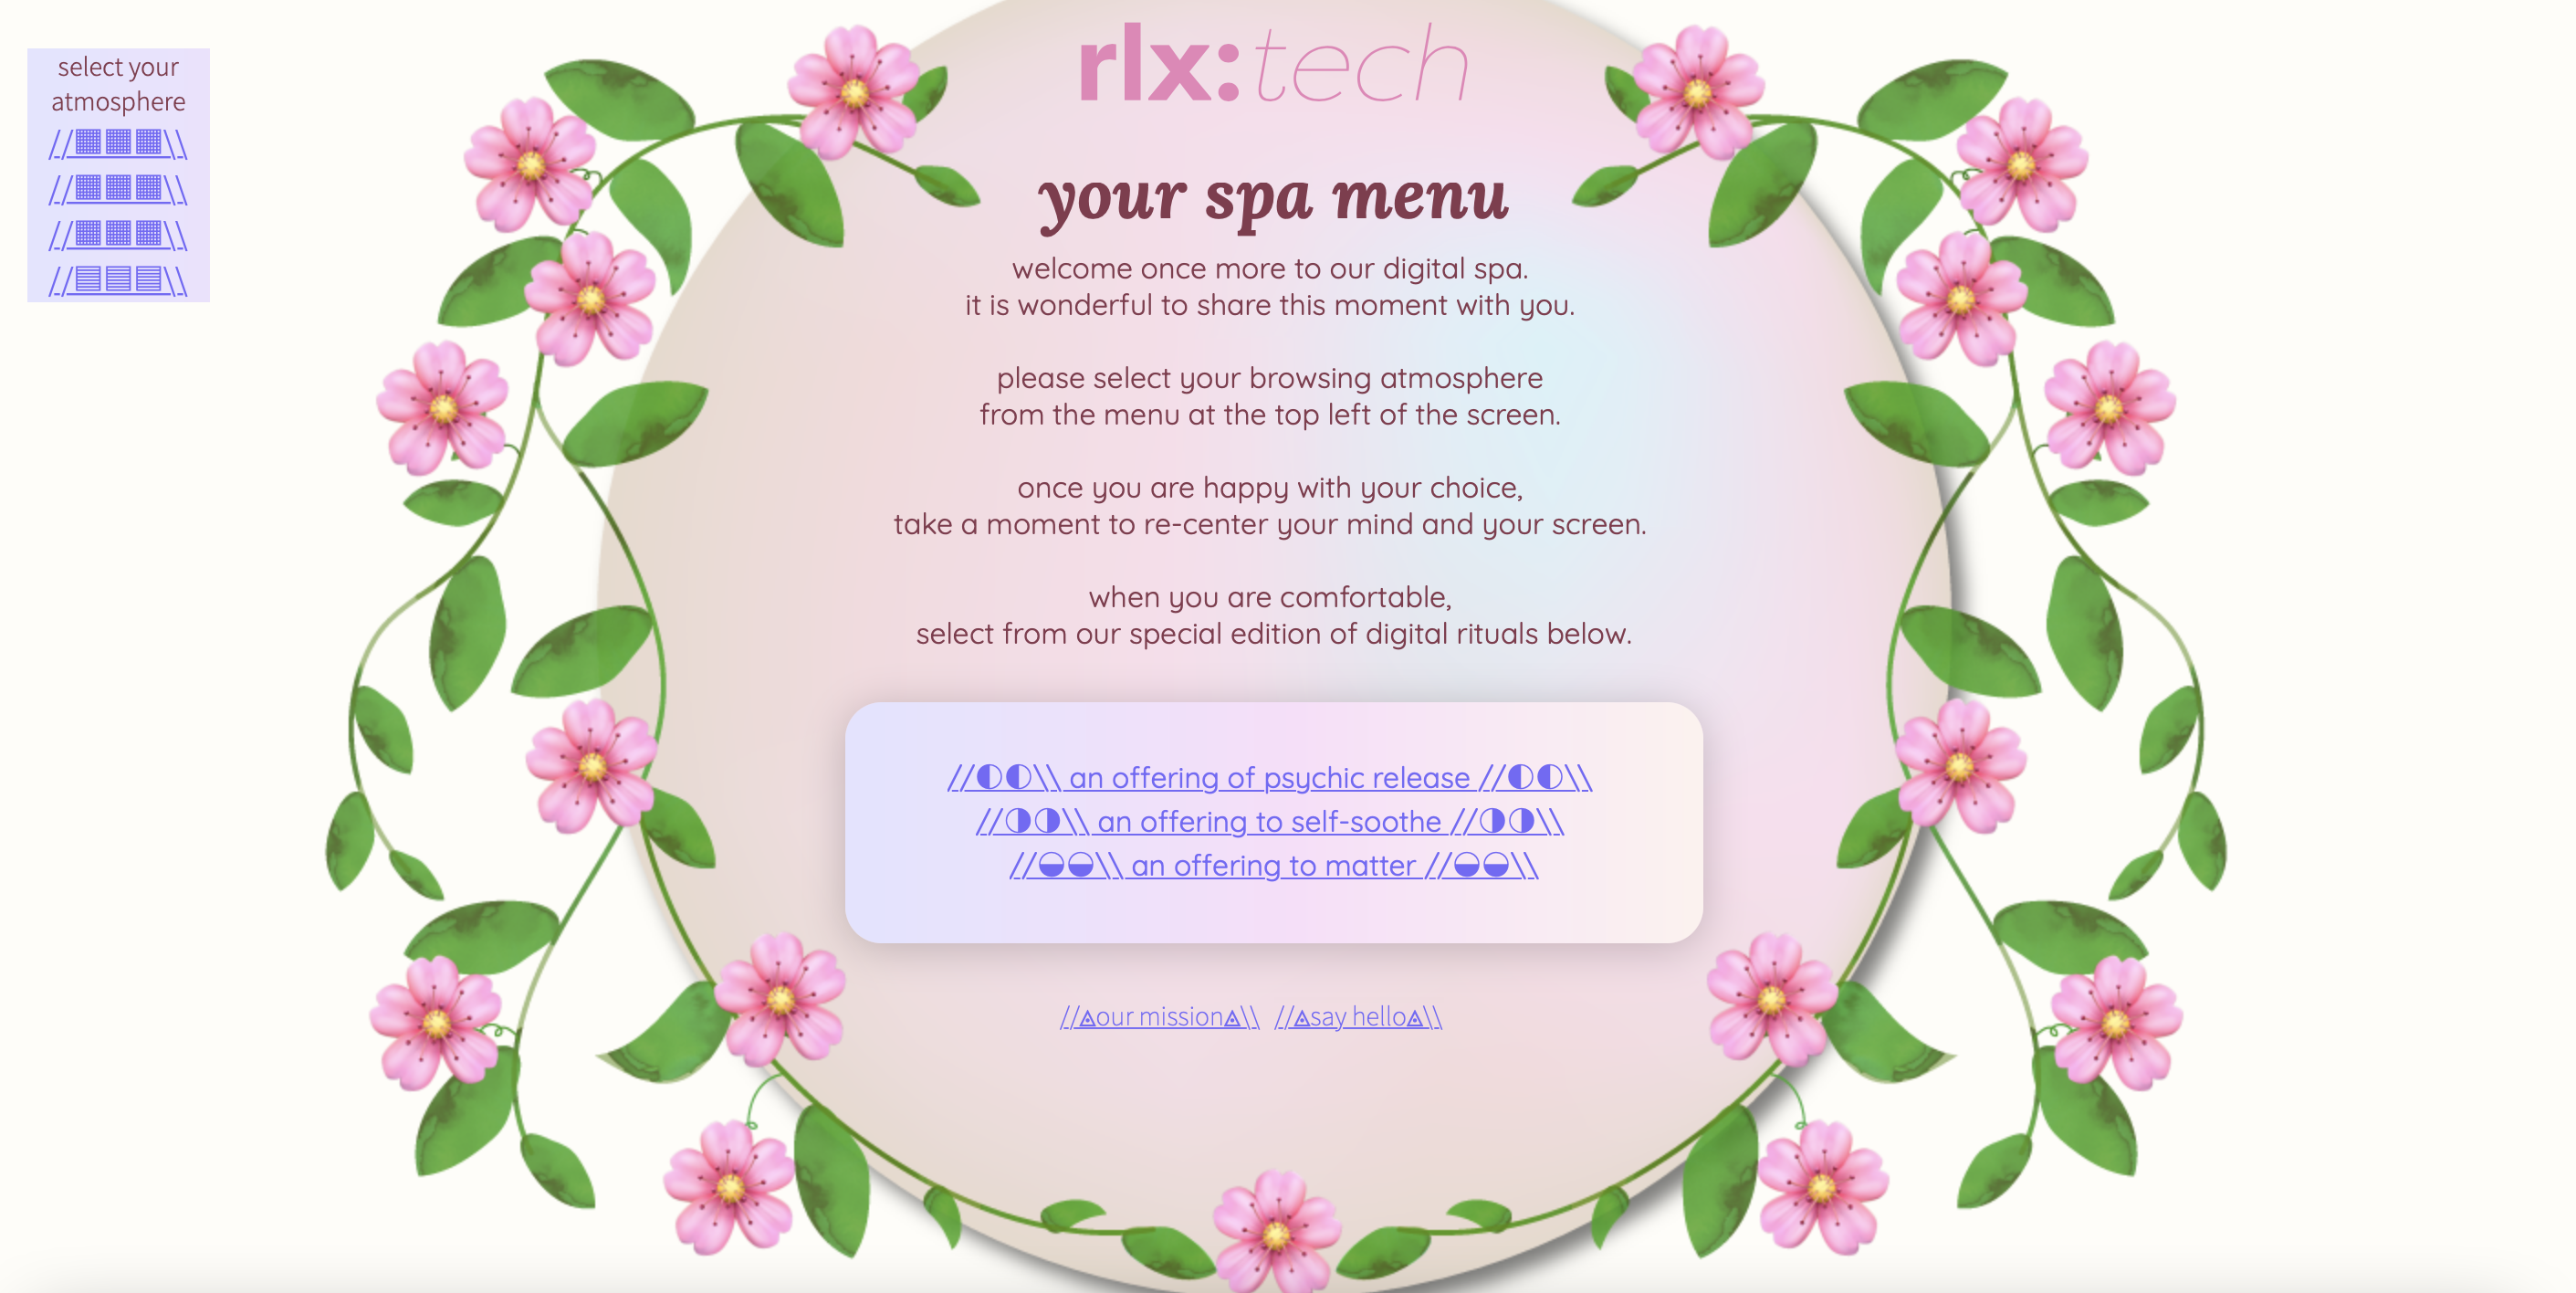 rlx:tech
select your
atmosphere
//▦▦▦\\
//▦▦▦\\
//▦▦▦\\
//▤▤▤\\
your spa menu
welcome once more to our digital spa.
it is wonderful to share this moment with you.
please select your browsing atmosphere
from the menu at the top left of the screen.
once you are happy with your choice,
take a moment to re-center your mind and your screen.
when you are comfortable,
select from our special edition of digital rituals below.
//◐◐\\ an offering of psychic release //◐◐\\
//◑◑\\ an offering to self-soothe //◑◑\\
//◒◒\\ an offering to matter //◒◒\\
//◬our mission◬\\ //◬say hello◬\\